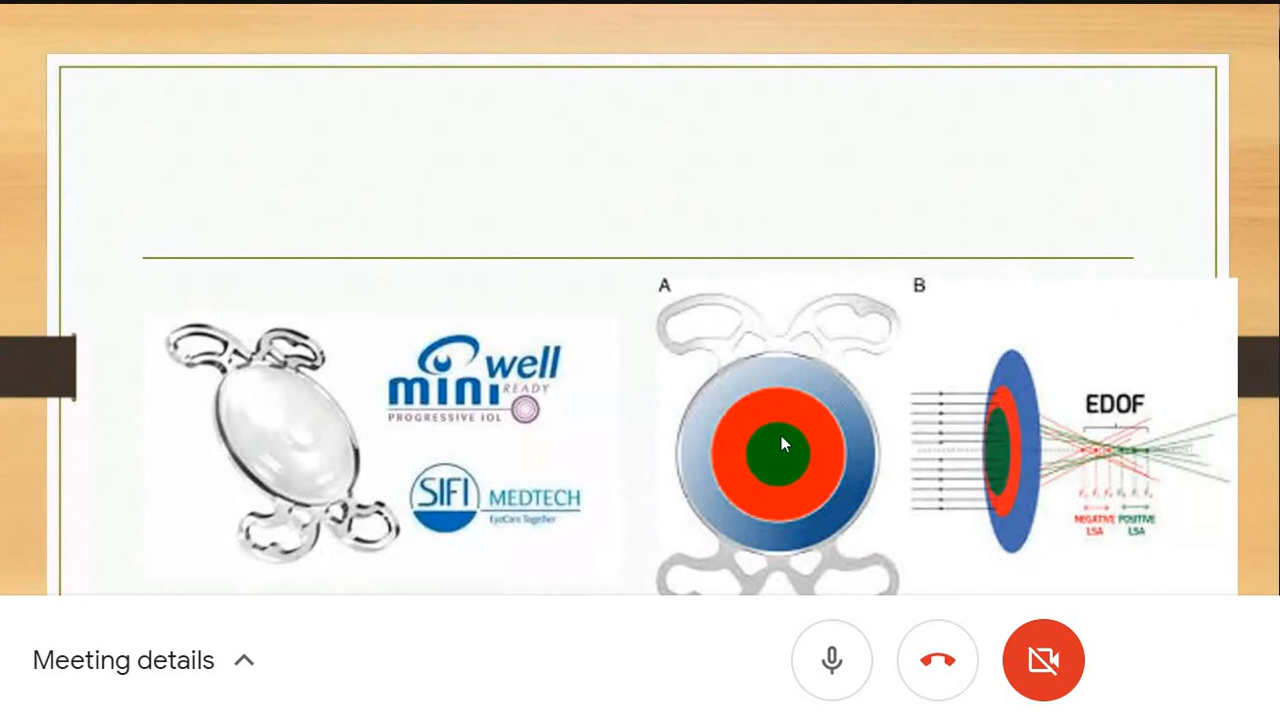 A
B
well
mini
READY
PROGRESSIVE IOL
SIFI MEDTECH
EyeCare Together
EDOF
NEGATIVE POSITIVE
LSA LSA
Meeting details